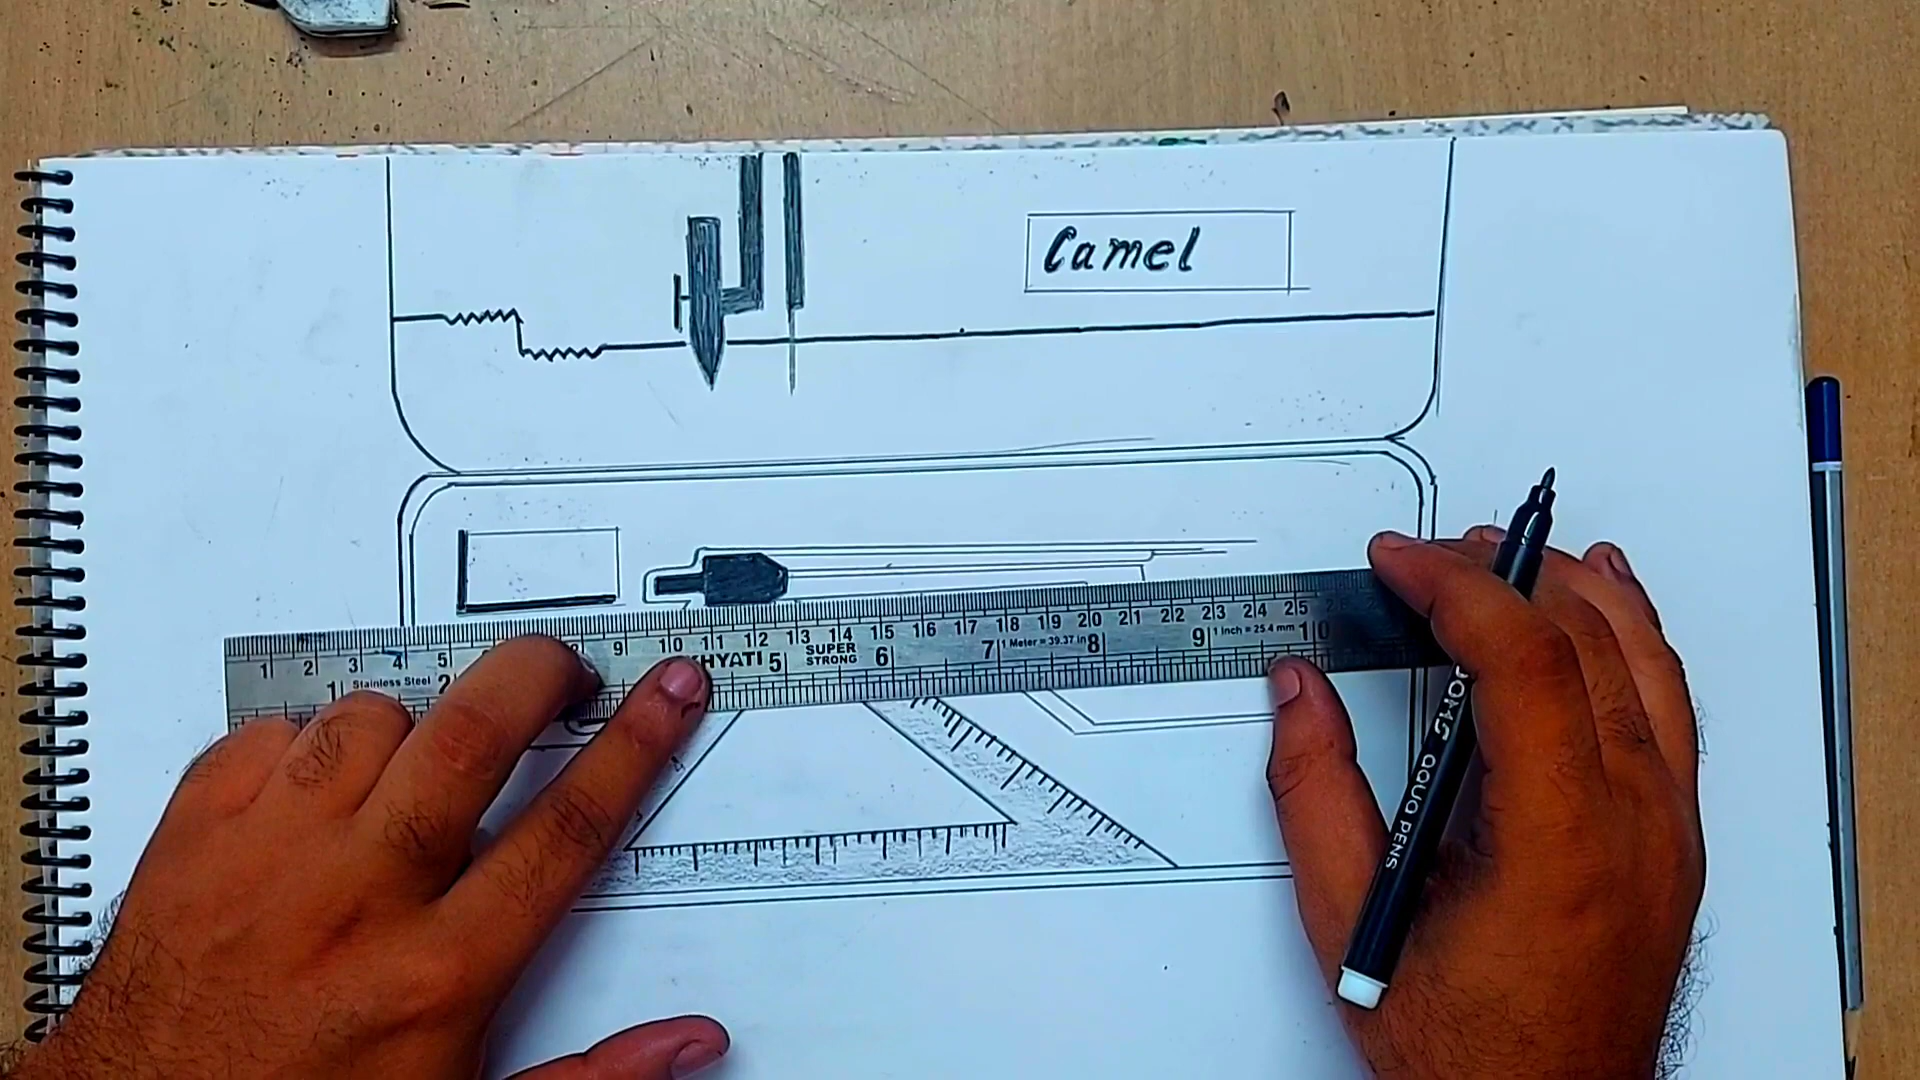 Camel
1 2 3 4 5 9 10 11 12 13 14 15 16 17 18 19 20 21 22 23 24 25
KHYATI 5 SUPER STRONG 6 7 1 Meter = 39.37 in 8 9 1 Inch = 25.4 mm 10
1 Stainless Steel 2
DOMS AQUA PENS